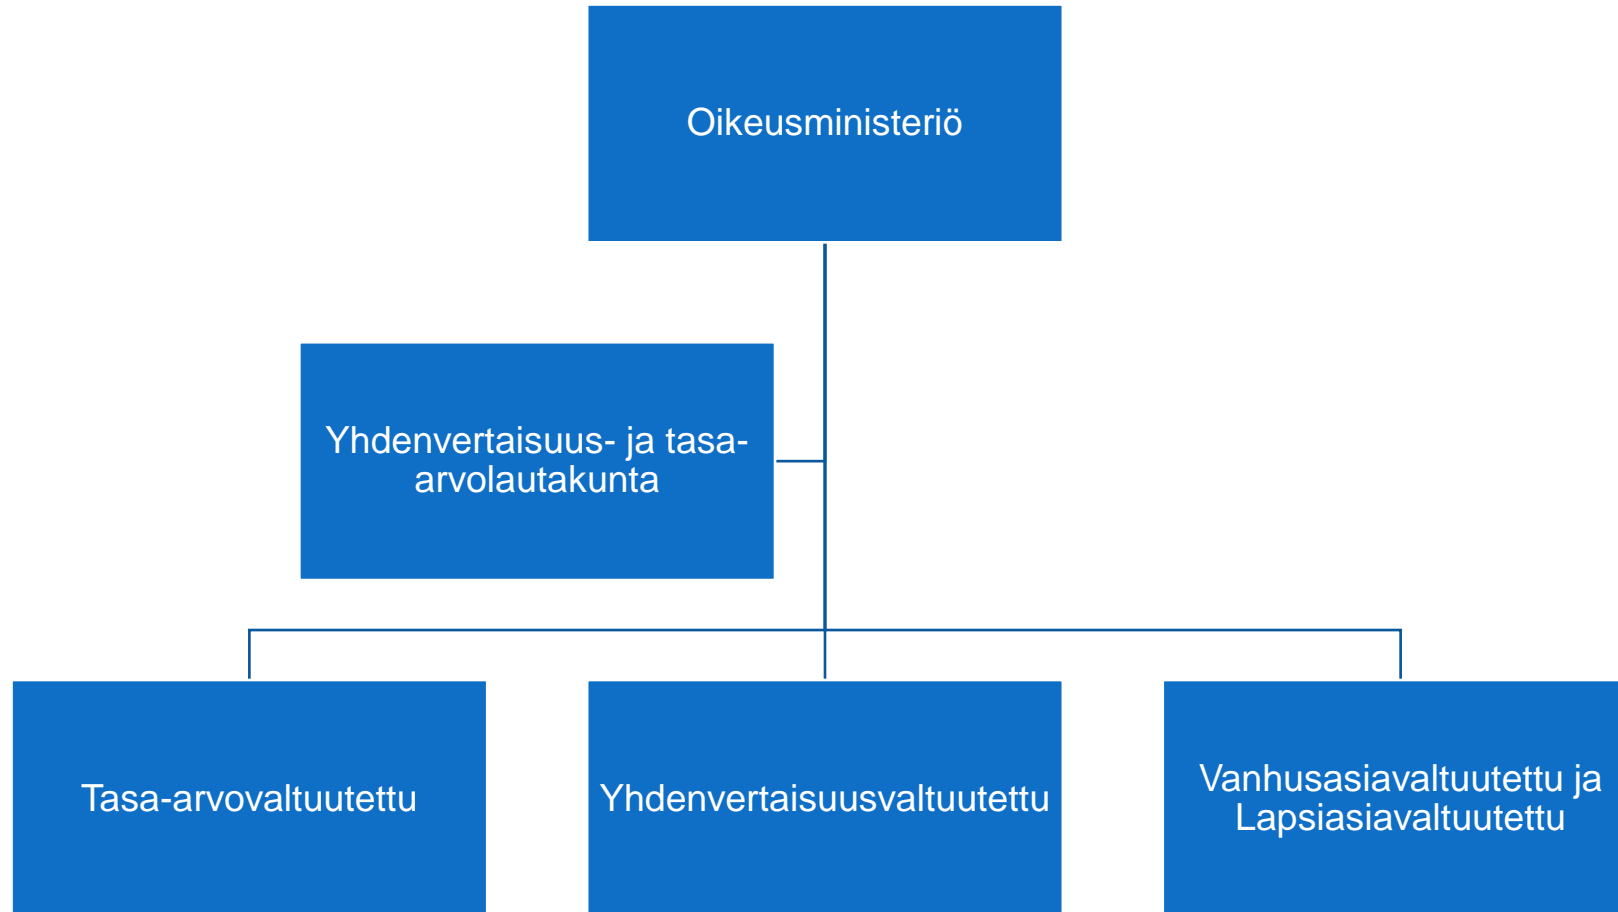 Oikeusministeriö
Yhdenvertaisuus- ja tasa-
arvolautakunta
Tasa-arvovaltuutettu
Yhdenvertaisuusvaltuutettu
Vanhusasiavaltuutettu ja
Lapsiasiavaltuutettu